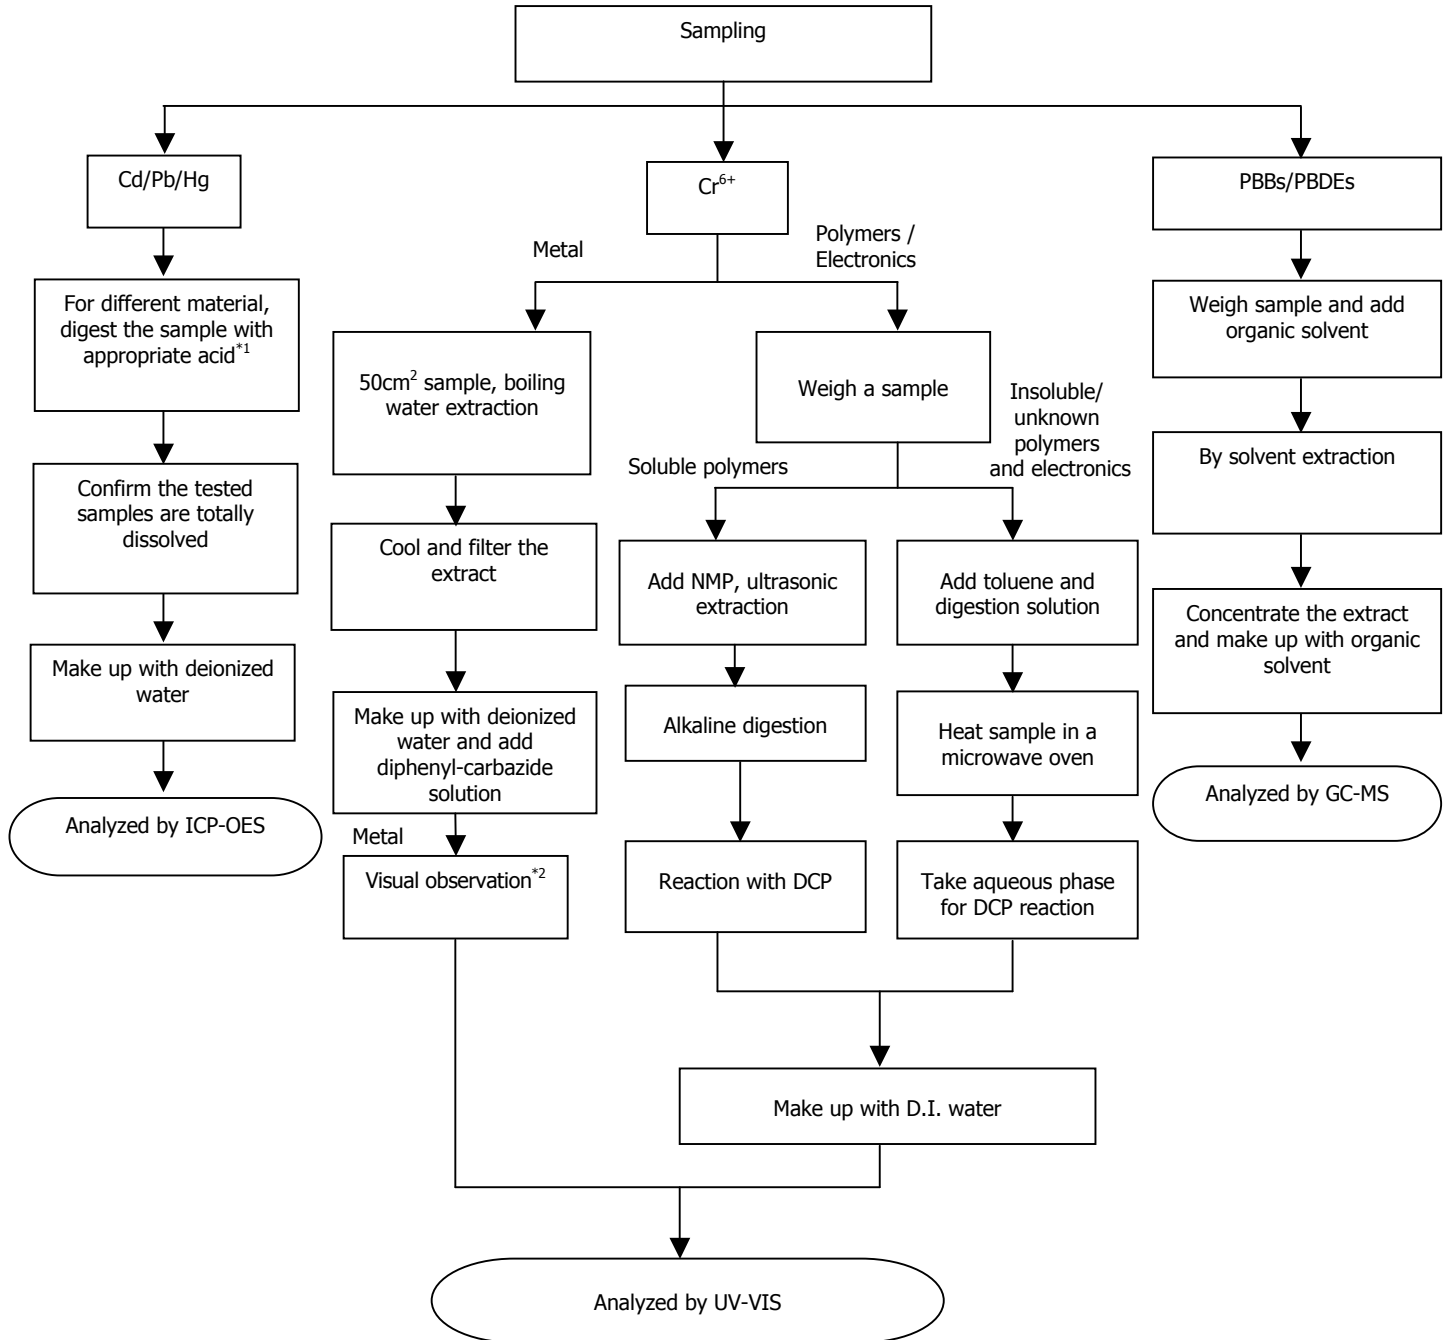 Sampling
Cd/Pb/Hg
Cr⁶⁺
PBBs/PBDEs
Metal
Polymers /
Electronics
For different material,
digest the sample with
appropriate acid*¹
50cm² sample, boiling
water extraction
Weigh a sample
Weigh sample and add
organic solvent
Insoluble/
unknown
polymers
and electronics
Soluble polymers
Confirm the tested
samples are totally
dissolved
Cool and filter the
extract
Add NMP, ultrasonic
extraction
Add toluene and
digestion solution
By solvent extraction
Make up with deionized
water
Make up with deionized
water and add
diphenyl-carbazide
solution
Alkaline digestion
Heat sample in a
microwave oven
Concentrate the extract
and make up with organic
solvent
Analyzed by ICP-OES
Metal
Visual observation*²
Reaction with DCP
Take aqueous phase
for DCP reaction
Analyzed by GC-MS
Make up with D.I. water
Analyzed by UV-VIS